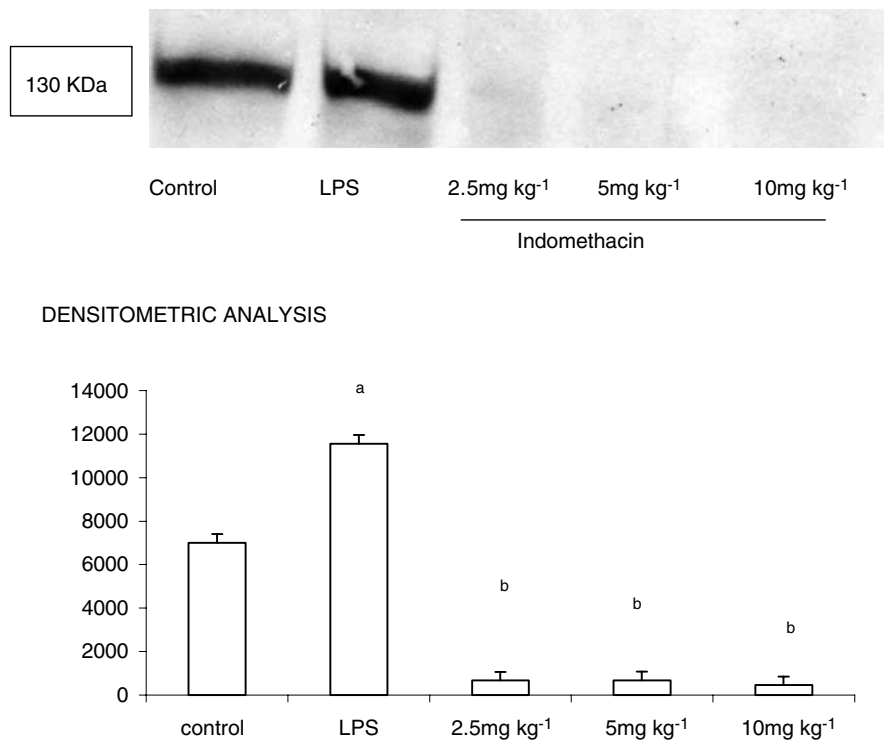 130 KDa
Control LPS 2.5mg kg⁻¹ 5mg kg⁻¹ 10mg kg⁻¹
Indomethacin
DENSITOMETRIC ANALYSIS
14000
12000
10000
8000
6000
4000
2000
0
a
b
b
b
control LPS 2.5mg kg⁻¹ 5mg kg⁻¹ 10mg kg⁻¹